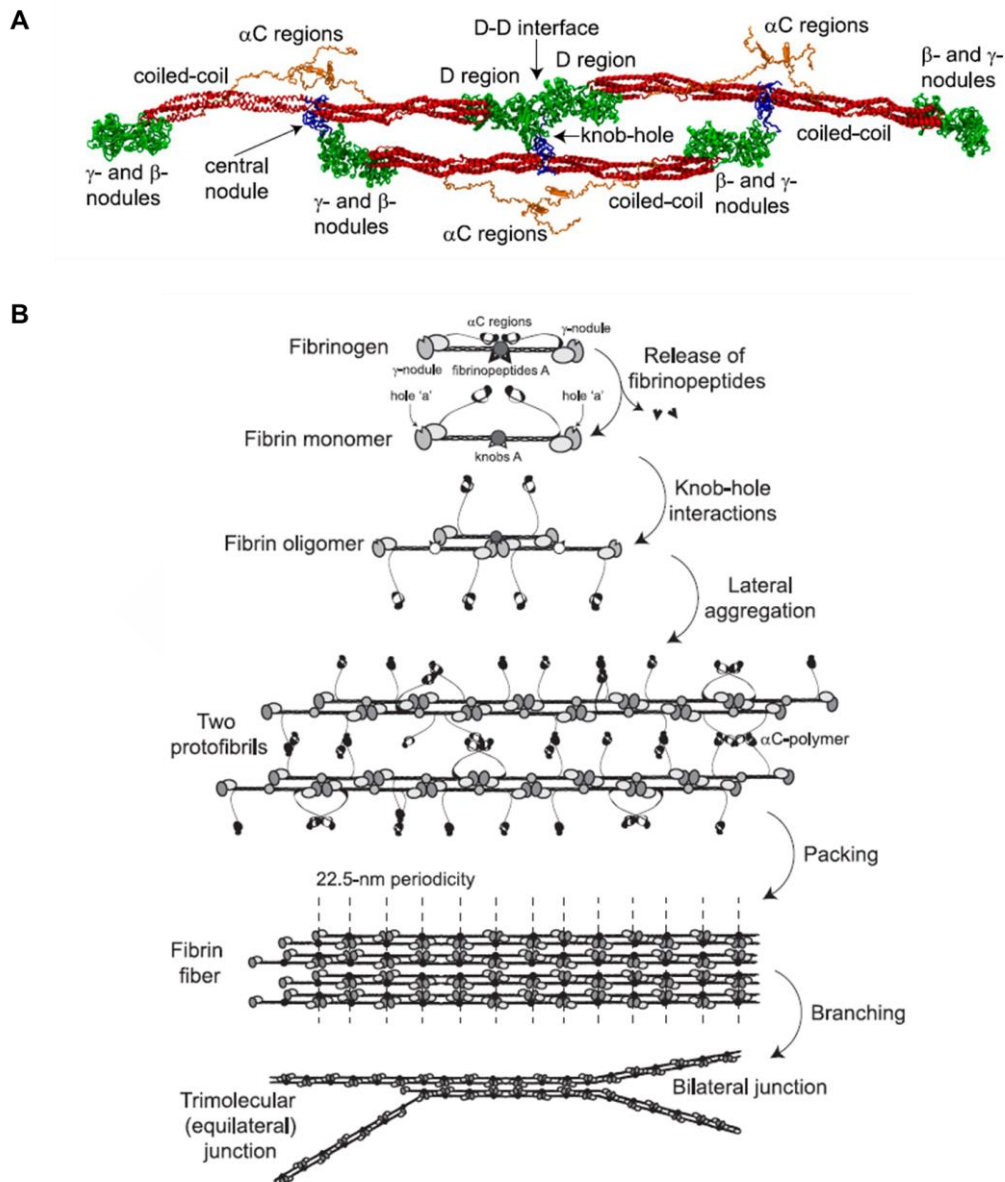 A
αC regions
D-D interface
αC regions
D region
D region
β- and γ-
nodules
coiled-coil
knob-hole
coiled-coil
γ- and β-
nodules
central
nodule
γ- and β-
nodules
αC regions
coiled-coil
β- and γ-
nodules
B
αC regions
γ-nodule
Fibrinogen
γ-nodule
fibrinopeptides A
Release of
fibrinopeptides
hole 'a'
hole 'a'
Fibrin monomer
knobs A
Knob-hole
interactions
Fibrin oligomer
Lateral
aggregation
Two
protofibrils
αC-polymer
Packing
22.5-nm periodicity
Fibrin
fiber
Branching
Bilateral junction
Trimolecular
(equilateral)
junction